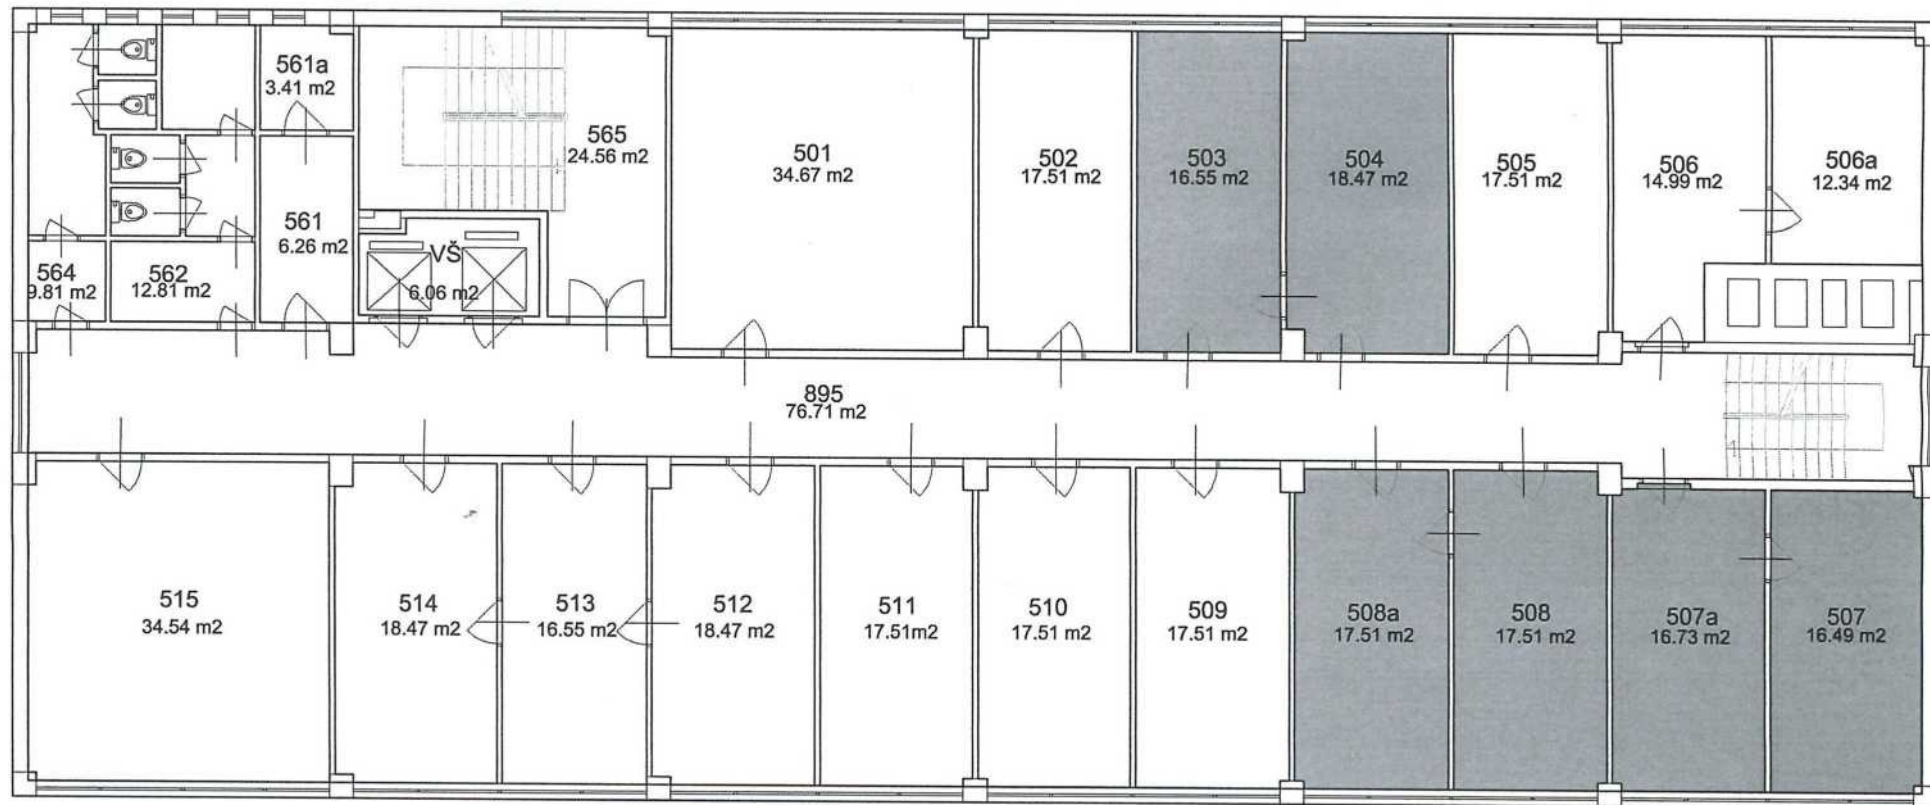 561a
3.41 m2
565
24.56 m2
501
34.67 m2
502
17.51 m2
503
16.55 m2
504
18.47 m2
505
17.51 m2
506
14.99 m2
506a
12.34 m2
561
6.26 m2
VŠ
6.06 m2
564
9.81 m2
562
12.81 m2
895
76.71 m2
515
34.54 m2
514
18.47 m2
513
16.55 m2
512
18.47 m2
511
17.51m2
510
17.51 m2
509
17.51 m2
508a
17.51 m2
508
17.51 m2
507a
16.73 m2
507
16.49 m2